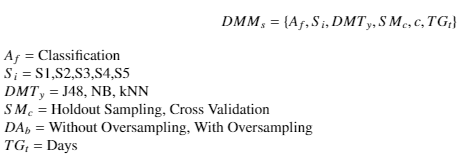 DMM_s = {A_f, S_i, DMT_y, SM_c, c, TG_t}
A_f = Classification
S_i = S1,S2,S3,S4,S5
DMT_y = J48, NB, kNN
SM_c = Holdout Sampling, Cross Validation
DA_b = Without Oversampling, With Oversampling
TG_t = Days